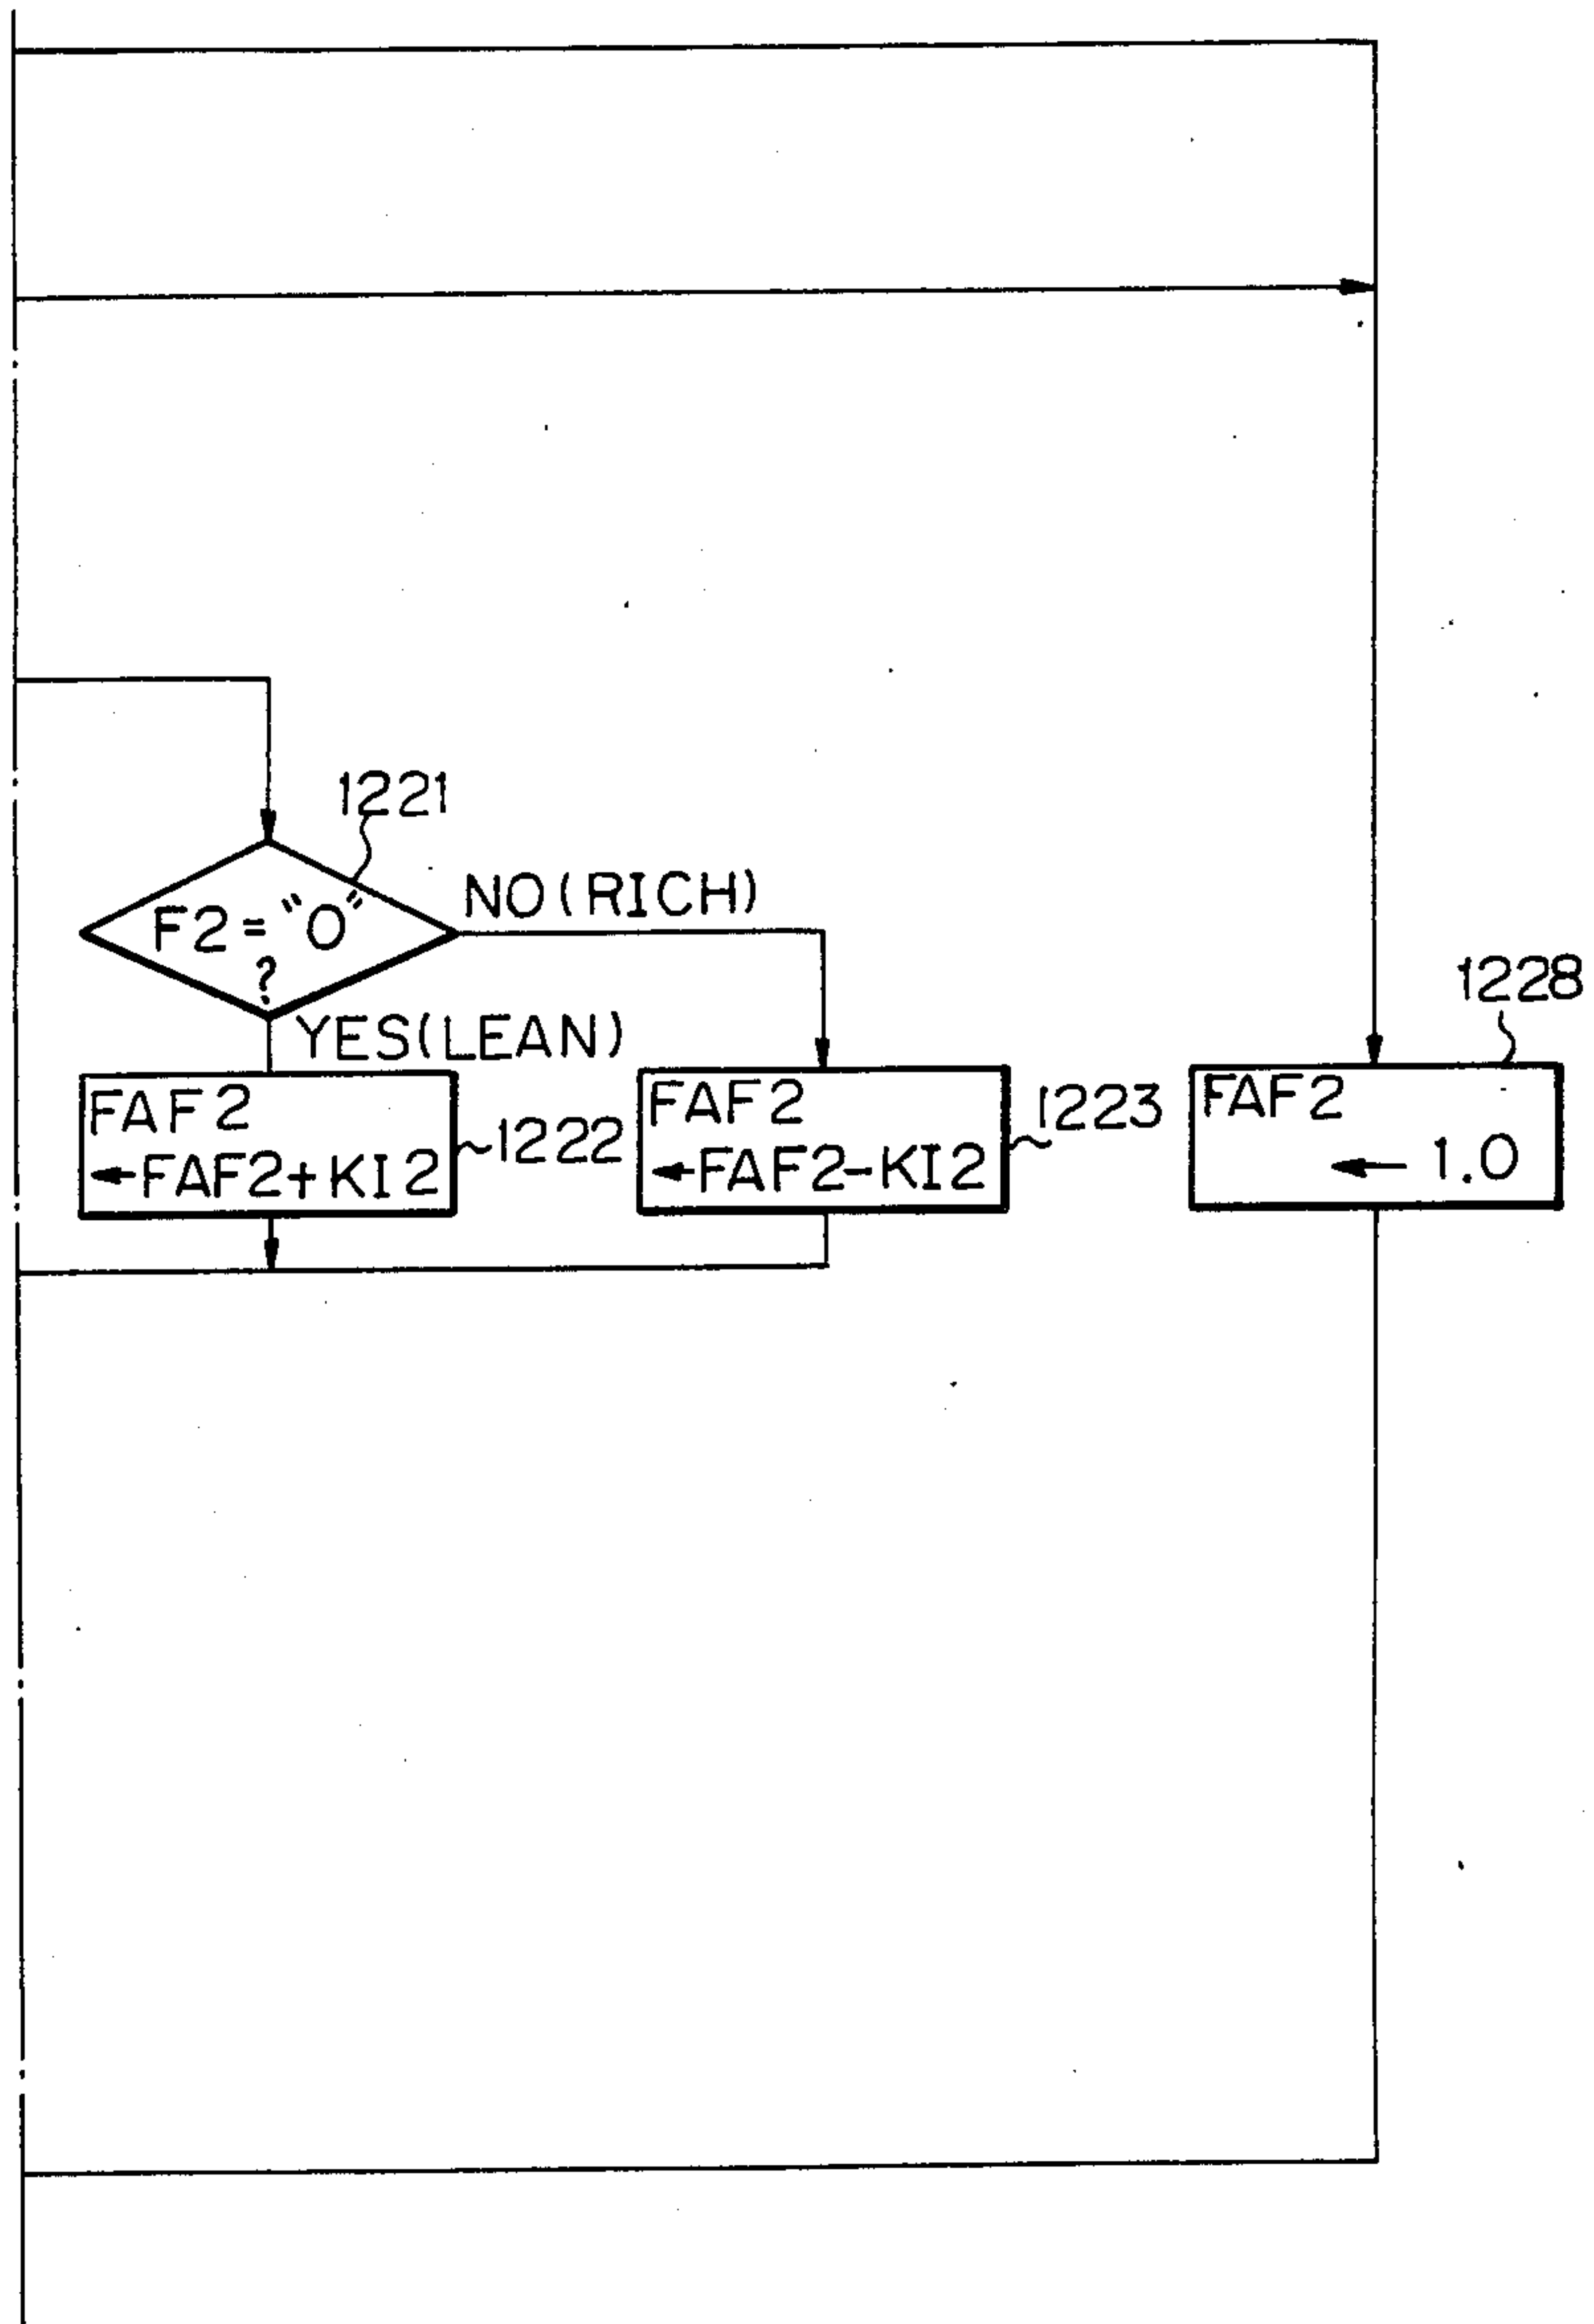 1221
F2="0"
?
NO(RICH)
YES(LEAN)
FAF2
←FAF2+KI2
1222
FAF2
←FAF2-KI2
1223
1228
FAF2
← 1.0